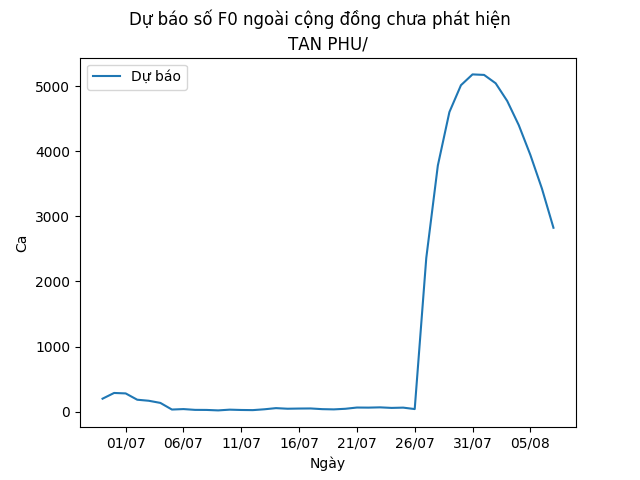 Dự báo số F0 ngoài cộng đồng chưa phát hiện
TAN PHU/
Dự báo
5000
4000
3000
2000
1000
0
Ca
01/07 06/07 11/07 16/07 21/07 26/07 31/07 05/08
Ngày